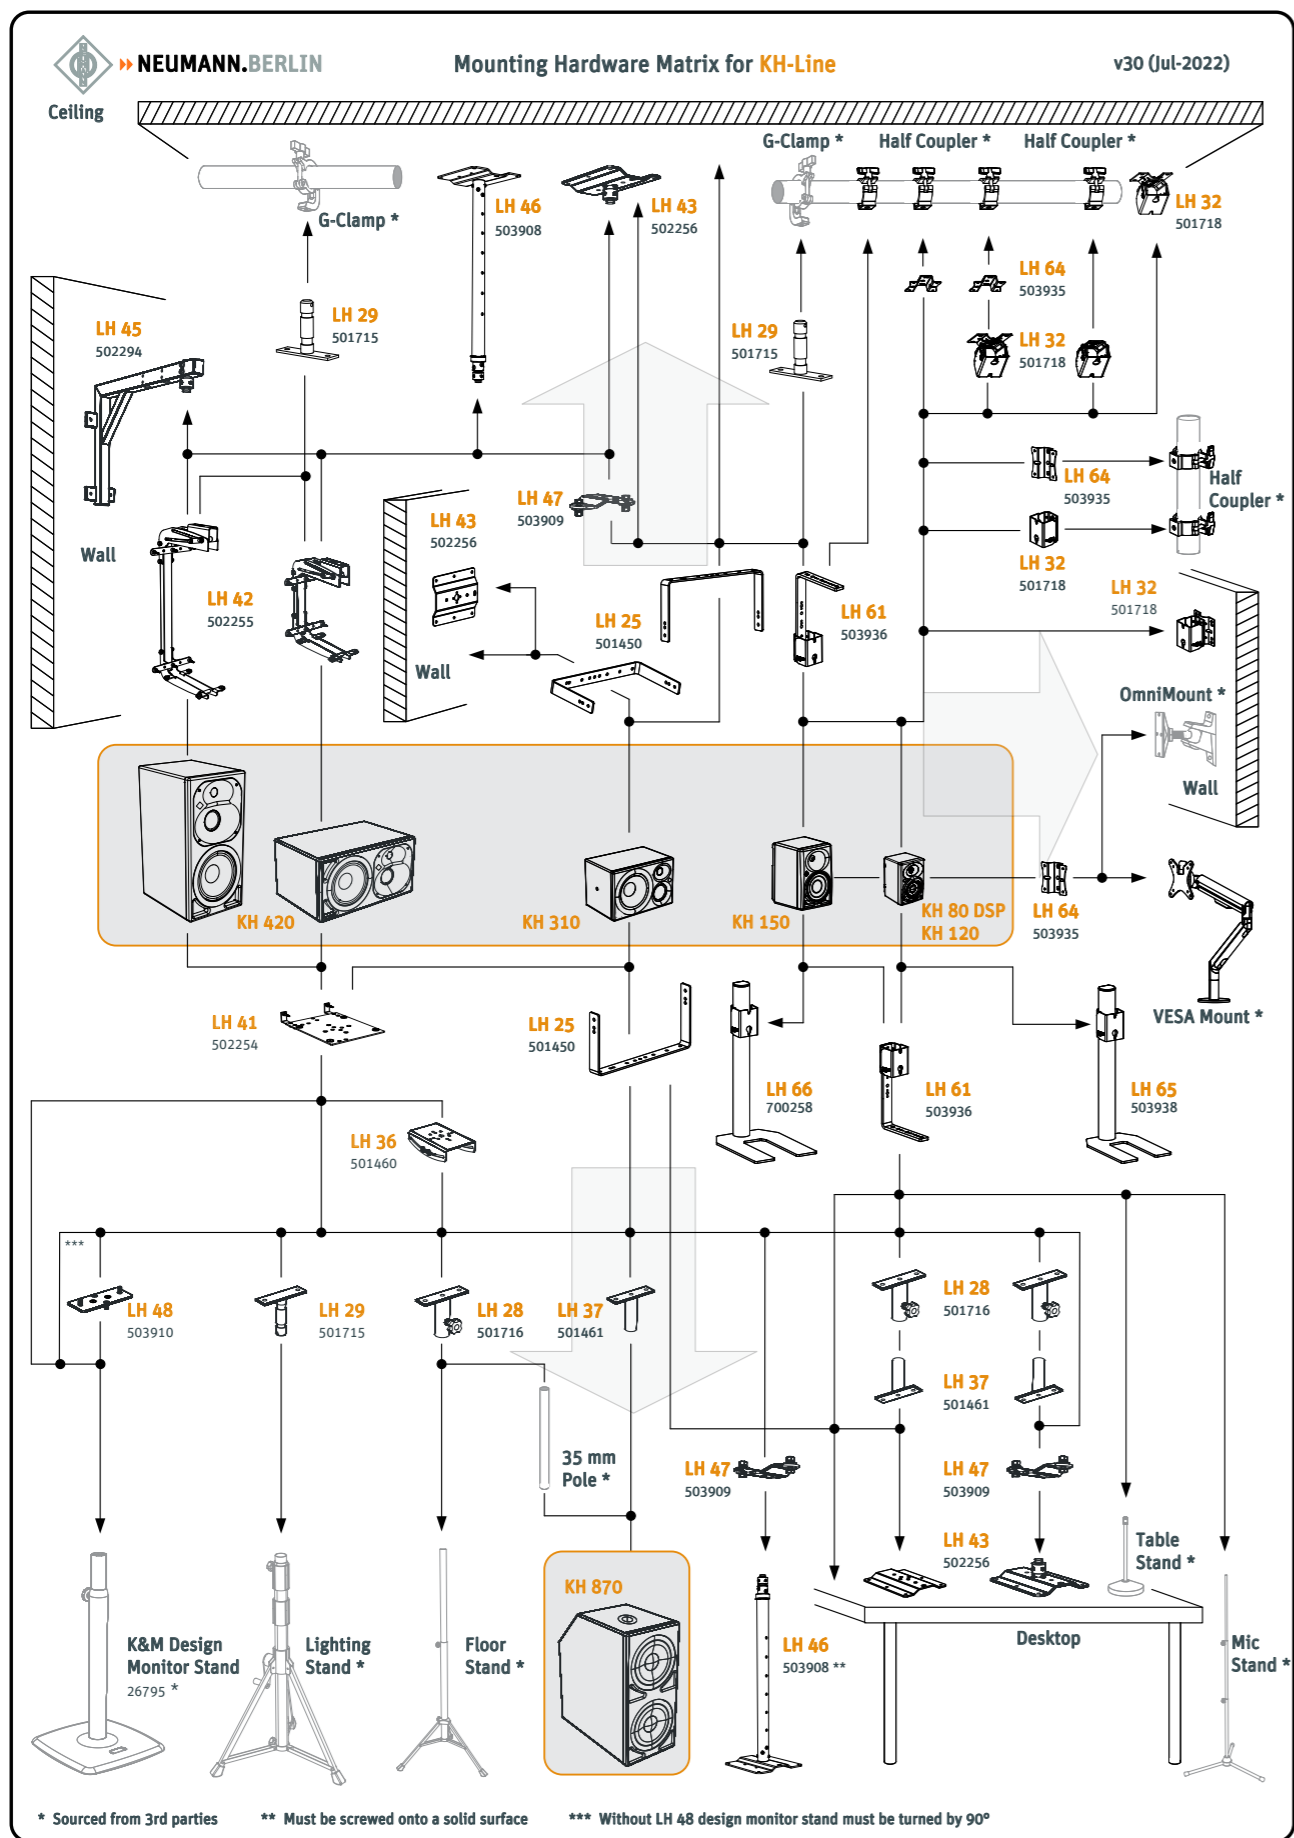 NEUMANN.BERLIN
Mounting Hardware Matrix for KH-Line
v30 (Jul-2022)
Ceiling
G-Clamp *
Half Coupler *
Half Coupler *
G-Clamp *
LH 46
503908
LH 43
502256
LH 32
501718
LH 64
503935
LH 45
502294
LH 29
501715
LH 29
501715
LH 32
501718
LH 64
503935
Half
Coupler *
LH 47
503909
LH 43
502256
Wall
LH 32
501718
LH 42
502255
LH 25
501450
LH 61
503936
LH 32
501718
Wall
OmniMount *
Wall
KH 420
KH 310
KH 150
KH 80 DSP
KH 120
LH 64
503935
VESA Mount *
LH 41
502254
LH 25
501450
LH 66
700258
LH 61
503936
LH 65
503938
LH 36
501460
***
LH 48
503910
LH 29
501715
LH 28
501716
LH 37
501461
LH 28
501716
LH 37
501461
35 mm
Pole *
LH 47
503909
LH 47
503909
LH 43
502256
Table
Stand *
KH 870
Desktop
K&M Design
Monitor Stand
26795 *
Lighting
Stand *
Floor
Stand *
LH 46
503908 **
Mic
Stand *
* Sourced from 3rd parties
** Must be screwed onto a solid surface
*** Without LH 48 design monitor stand must be turned by 90°